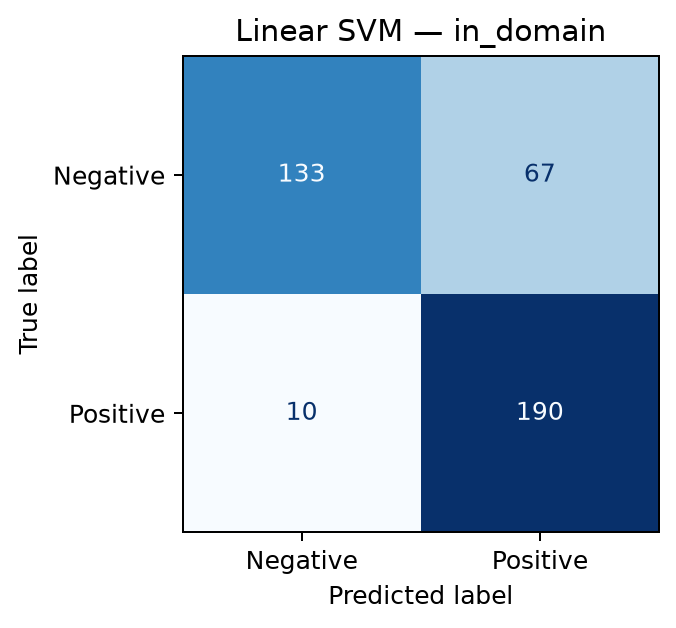 Linear SVM — in_domain
True label
Negative
133
67
Positive
10
190
Negative
Positive
Predicted label